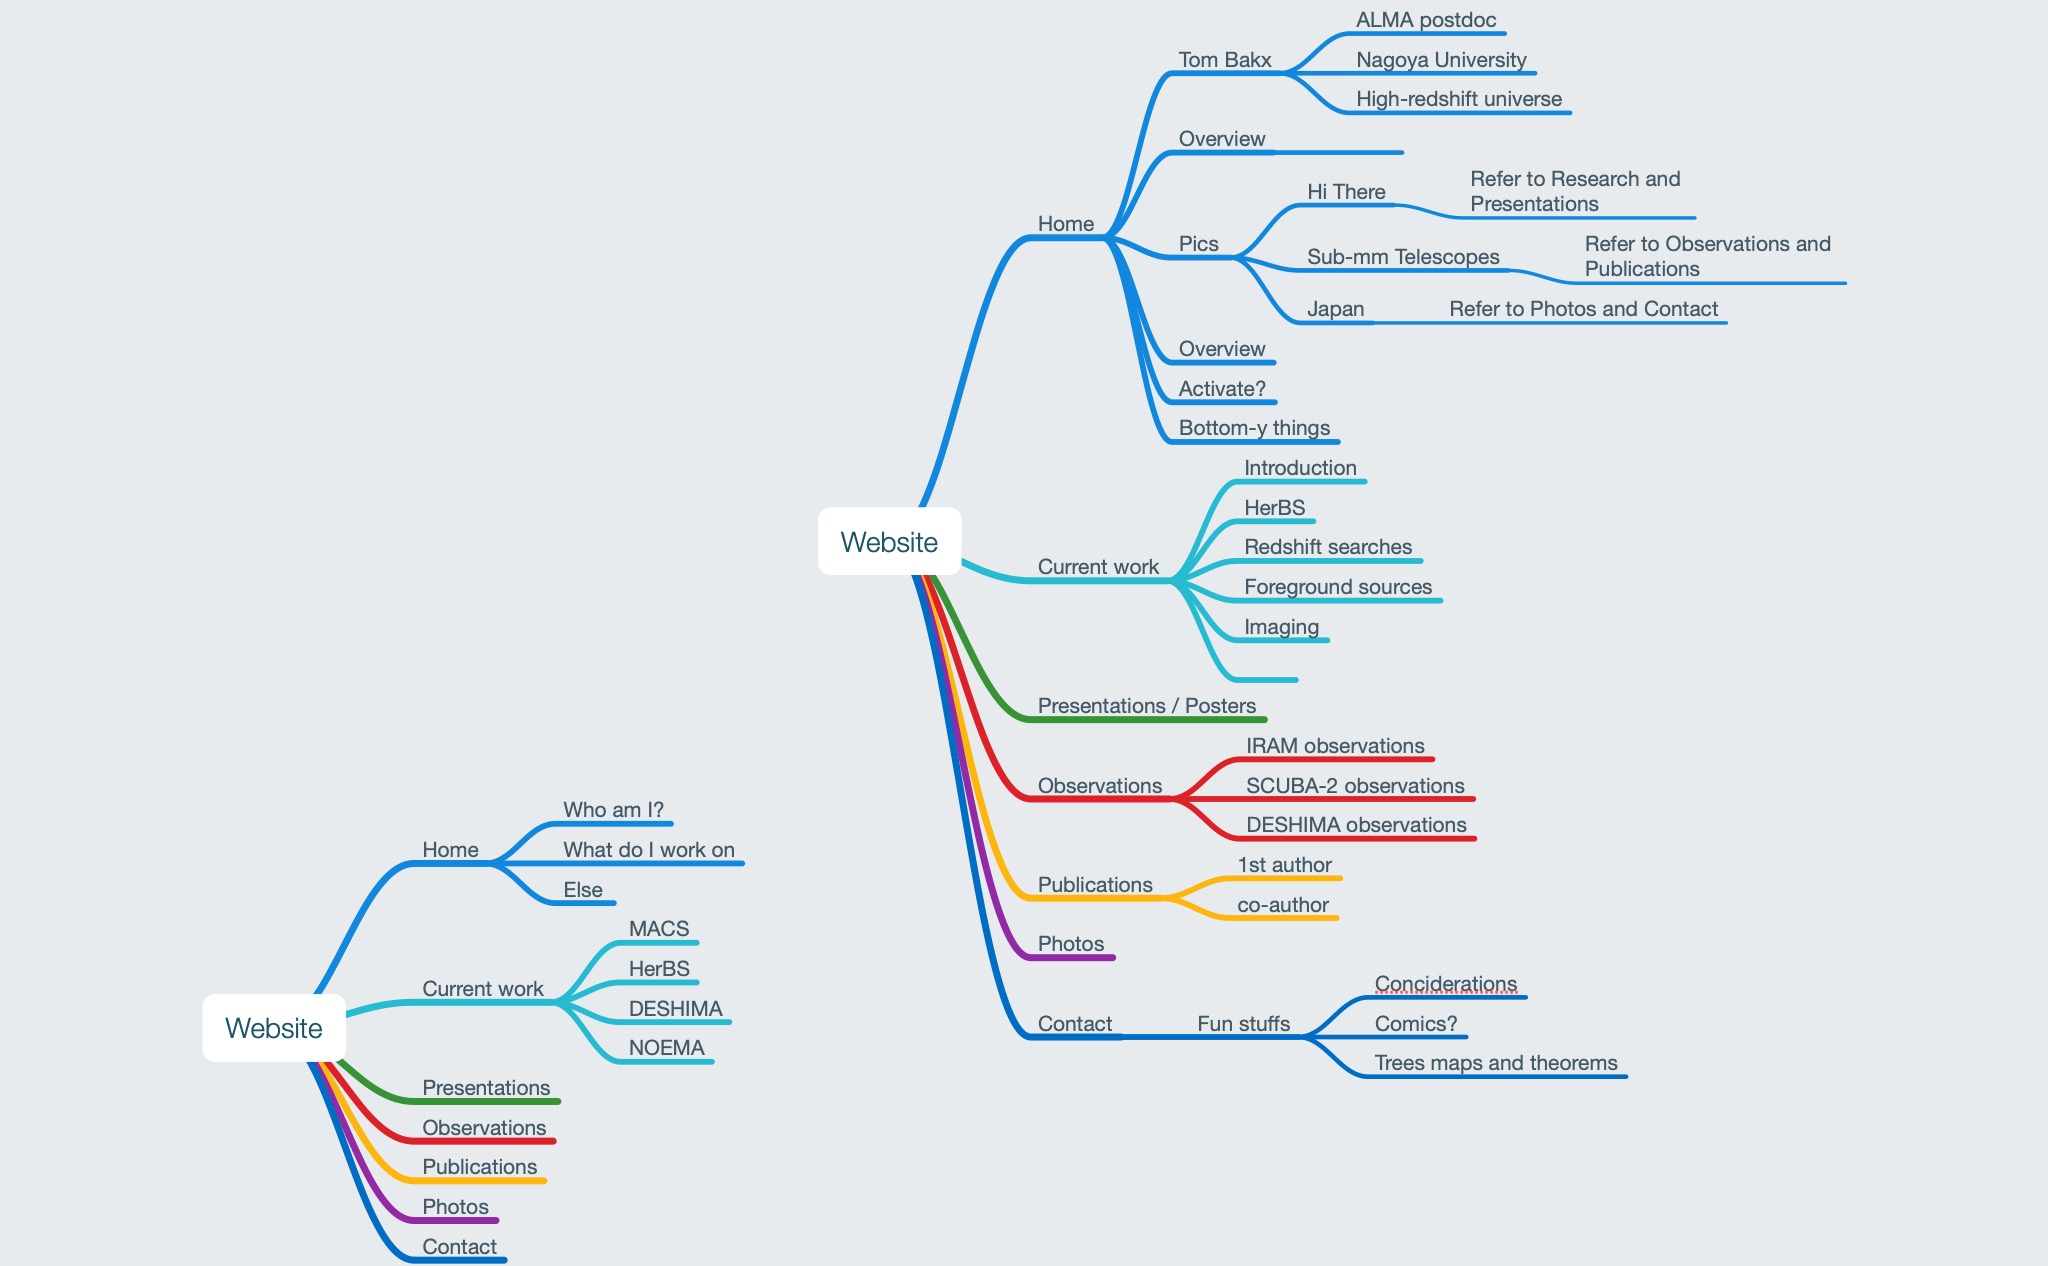 ALMA postdoc
Tom Bakx
Nagoya University
High-redshift universe
Overview
Hi There
Refer to Research and
Presentations
Home
Pics
Sub-mm Telescopes
Refer to Observations and
Publications
Japan
Refer to Photos and Contact
Overview
Activate?
Bottom-y things
Website
Introduction
HerBS
Redshift searches
Current work
Foreground sources
Imaging
Presentations / Posters
IRAM observations
Observations
SCUBA-2 observations
DESHIMA observations
1st author
Publications
co-author
Photos
Conciderations
Contact
Fun stuffs
Comics?
Trees maps and theorems
Who am I?
Home
What do I work on
Else
MACS
HerBS
Current work
DESHIMA
NOEMA
Website
Presentations
Observations
Publications
Photos
Contact